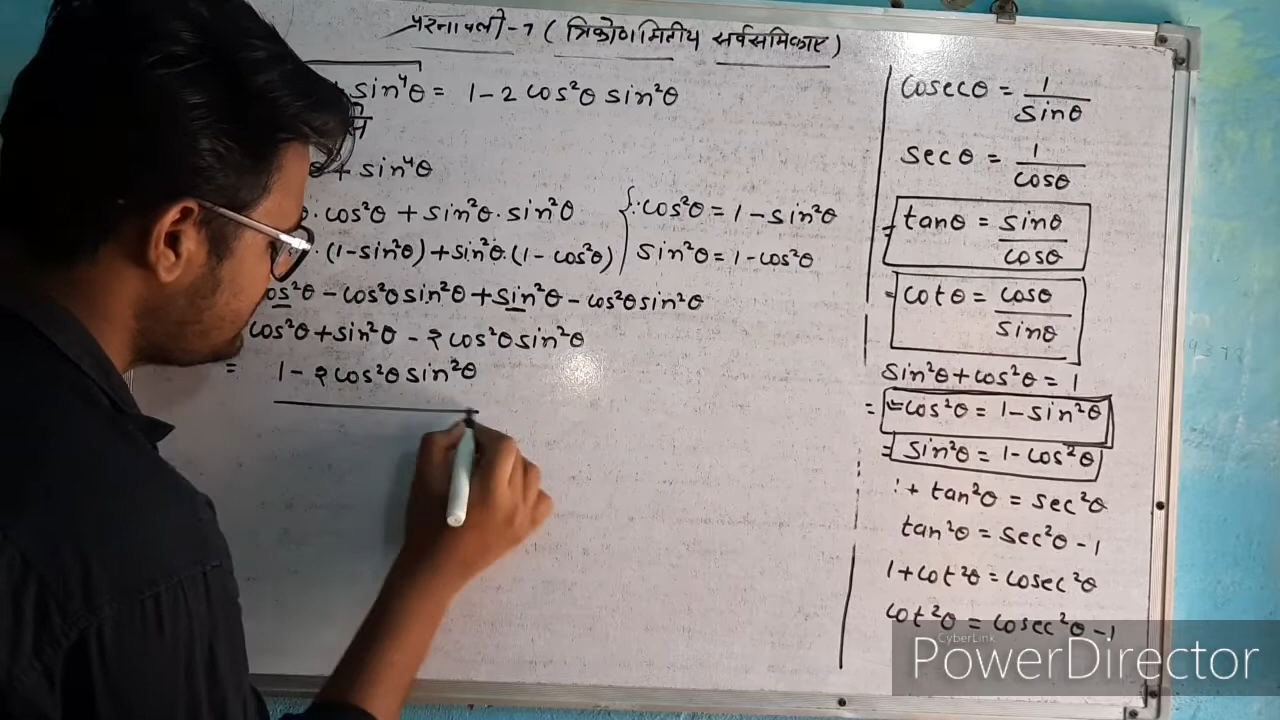 प्रश्नावली-7 (त्रिकोणमितीय सर्वसमिकाए)
sin⁴θ = 1-2 cos²θ sin²θ
θ + sin⁴θ
. cos²θ + sin²θ. sin²θ {∵cos²θ = 1-sin²θ
. (1-sin²θ) + sin²θ. (1-cos²θ) sin²θ = 1-cos²θ
os²θ - cos²θ sin²θ + sin²θ - cos²θ sin²θ
cos²θ + sin²θ - २ cos²θ sin²θ
= 1-२ cos²θ sin²θ
cosecθ = 1/sinθ
secθ = 1/cosθ
tanθ = sinθ/cosθ
cotθ = cosθ/sinθ
sin²θ + cos²θ = 1
= cos²θ = 1-sin²θ
= sin²θ = 1-cos²θ
1 + tan²θ = sec²θ
tan²θ = sec²θ -1
1+cot²θ = cosec²θ
cot²θ = cosec²θ -1
CyberLink
PowerDirector